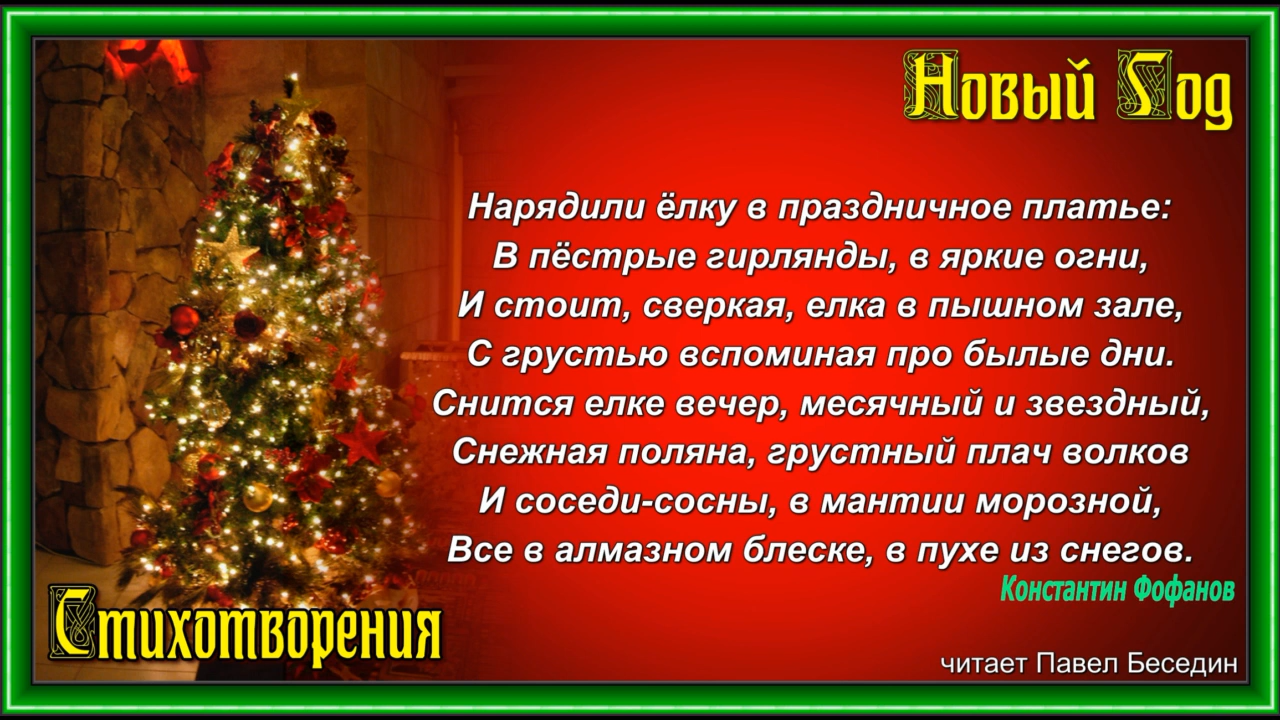 Новый Год
Нарядили ёлку в праздничное платье:
В пёстрые гирлянды, в яркие огни,
И стоит, сверкая, елка в пышном зале,
С грустью вспоминая про былые дни.
Снится елке вечер, месячный и звездный,
Снежная поляна, грустный плач волков
И соседи-сосны, в мантии морозной,
Все в алмазном блеске, в пухе из снегов.
Константин Фофанов
Стихотворения
читает Павел Беседин